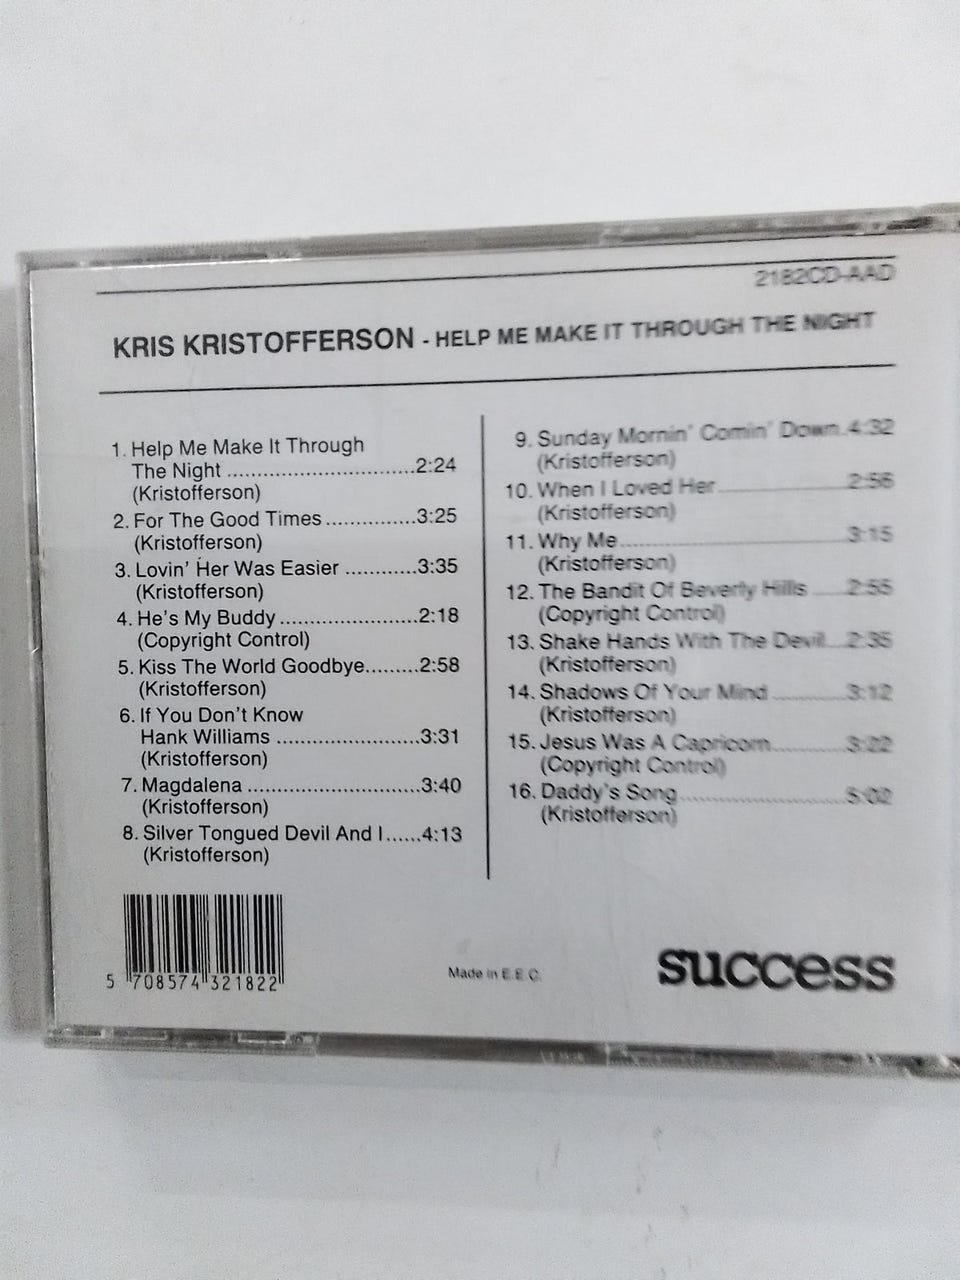 2182CD-AAD
KRIS KRISTOFFERSON - HELP ME MAKE IT THROUGH THE NIGHT
1. Help Me Make It Through
The Night .............................2:24
(Kristofferson)
2. For The Good Times ..............3:25
(Kristofferson)
3. Lovin' Her Was Easier ...........3:35
(Kristofferson)
4. He's My Buddy .....................2:18
(Copyright Control)
5. Kiss The World Goodbye........2:58
(Kristofferson)
6. If You Don't Know
Hank Williams ......................3:31
(Kristofferson)
7. Magdalena ...........................3:40
(Kristofferson)
8. Silver Tongued Devil And I......4:13
(Kristofferson)
9. Sunday Mornin' Comin' Down.4:32
(Kristofferson)
10. When I Loved Her....................2:56
(Kristofferson)
11. Why Me...................................3:15
(Kristofferson)
12. The Bandit Of Beverly Hills .....2:55
(Copyright Control)
13. Shake Hands With The Devil...2:35
(Kristofferson)
14. Shadows Of Your Mind ...........3:12
(Kristofferson)
15. Jesus Was A Capricorn...........3:22
(Copyright Control)
16. Daddy's Song.........................5:02
(Kristofferson)
5 708574 321822
Made in E.E.C.
success